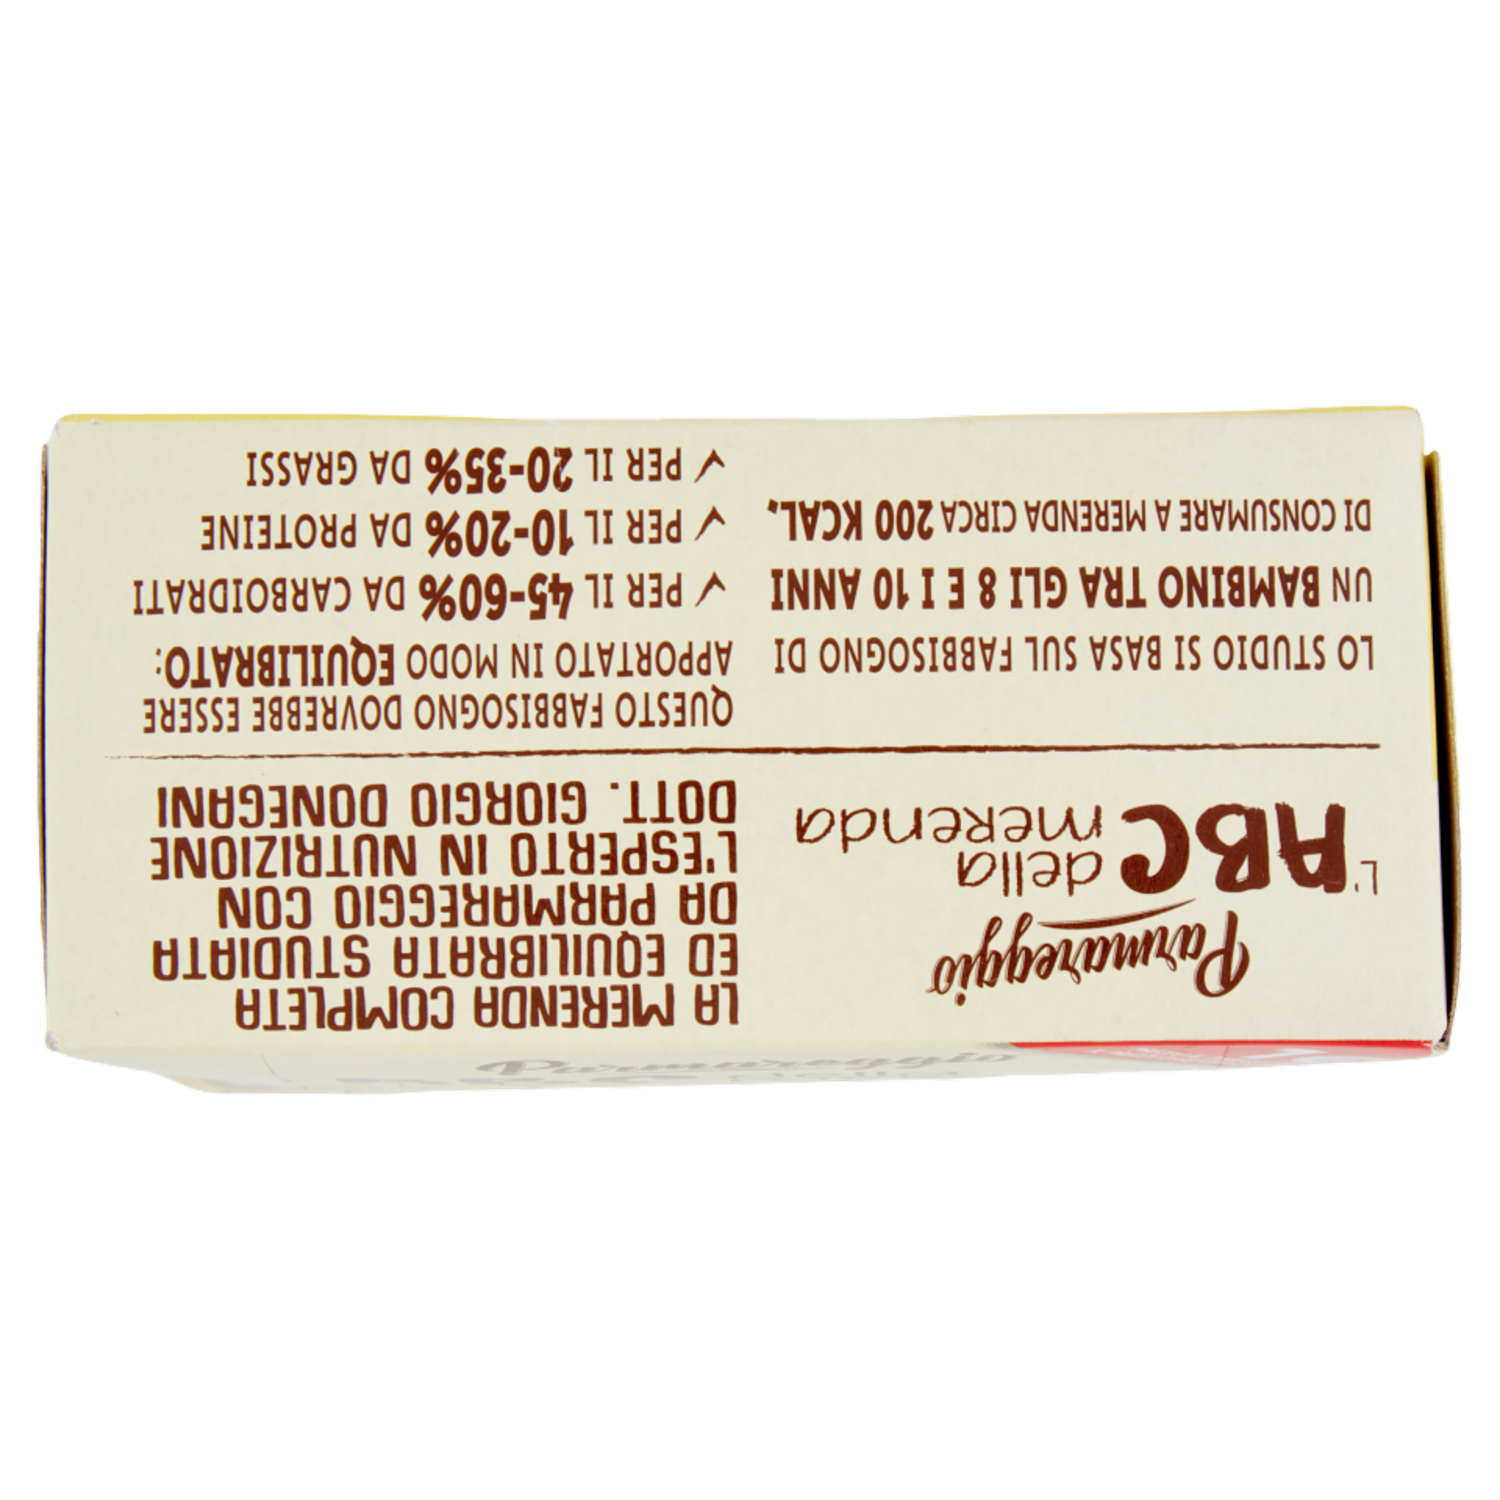 Parmareggio
L'ABC della
merenda
LA MERENDA COMPLETA
ED EQUILIBRATA STUDIATA
DA PARMAREGGIO CON
L'ESPERTO IN NUTRIZIONE
DOTT. GIORGIO DONEGANI
LO STUDIO SI BASA SUL FABBISOGNO DI
UN BAMBINO TRA GLI 8 E I 10 ANNI
DI CONSUMARE A MERENDA CIRCA 200 KCAL.
QUESTO FABBISOGNO DOVREBBE ESSERE
APPORTATO IN MODO EQUILIBRATO:
✓ PER IL 45-60% DA CARBOIDRATI
✓ PER IL 10-20% DA PROTEINE
✓ PER IL 20-35% DA GRASSI
Parmareggio